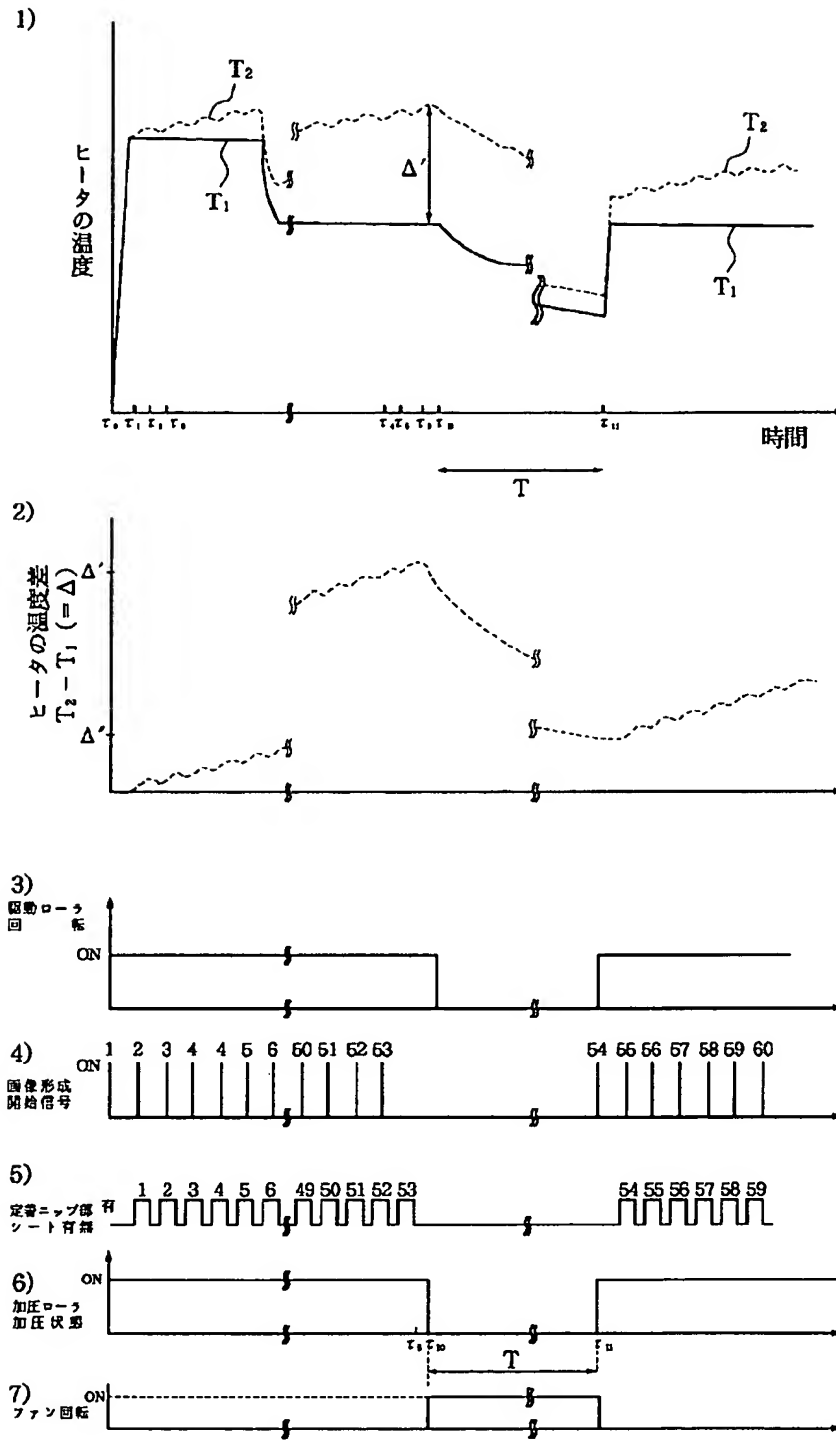 1)
T₂
T₁
Δ'
T₂
T₁
ヒータの温度
時間
T
2)
Δ'
Δ"
ヒータの温度差
T₂－T₁ (＝Δ)
3)
駆動ローラ
回 転
ON
4)
1 2 3 4 4 5 6 50 51 52 53 54 55 56 57 58 59 60
ON
画像形成
開始信号
5)
1 2 3 4 5 6 49 50 51 52 53 54 55 56 57 58 59
定着ニップ部 有
シート有無
6)
ON
加圧ローラ
加圧状態
τ₁₀ τ₁₁
T
7)
ON
ファン回転